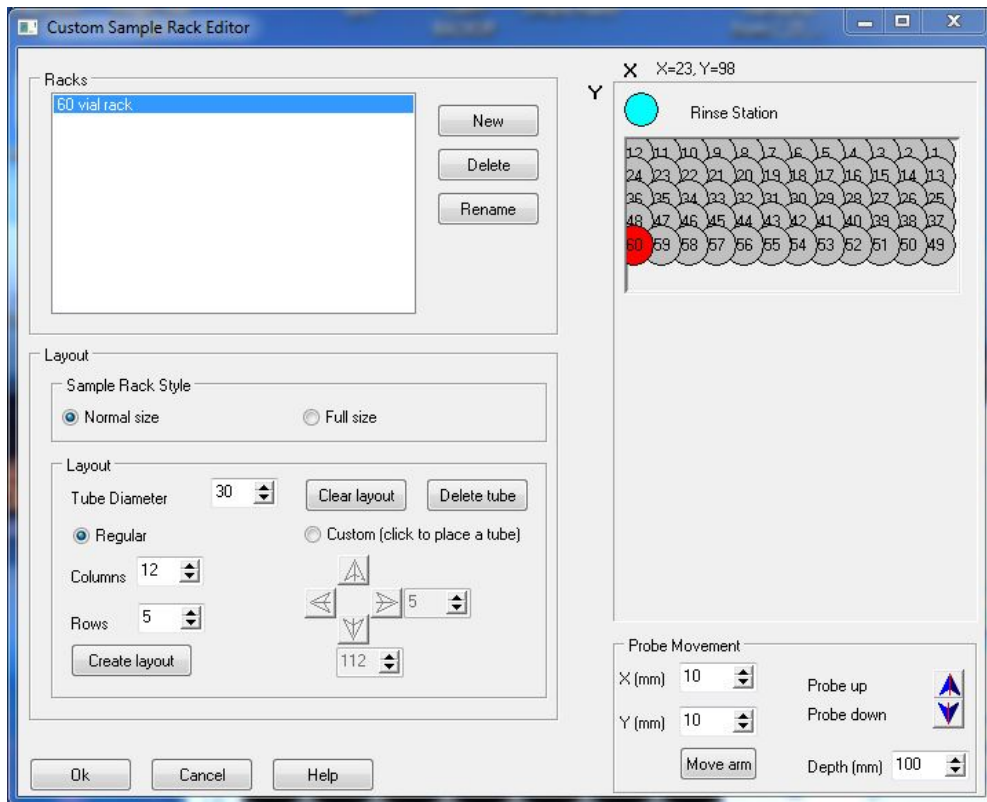 Custom Sample Rack Editor
X X=23, Y=98
Y
Racks
60 vial rack
New
Delete
Rename
Rinse Station
12 11 10 9 8 7 6 5 4 3 2 1
24 23 22 21 20 19 18 17 16 15 14 13
36 35 34 33 32 31 30 29 28 27 26 25
48 47 46 45 44 43 42 41 40 39 38 37
60 59 58 57 56 55 54 53 52 51 50 49
Layout
Sample Rack Style
Normal size Full size
Layout
Tube Diameter 30 Clear layout Delete tube
Regular Custom (click to place a tube)
Columns 12
5
Rows 5
Create layout 112
Probe Movement
X (mm) 10 Probe up
Y (mm) 10 Probe down
Move arm Depth (mm) 100
Ok Cancel Help